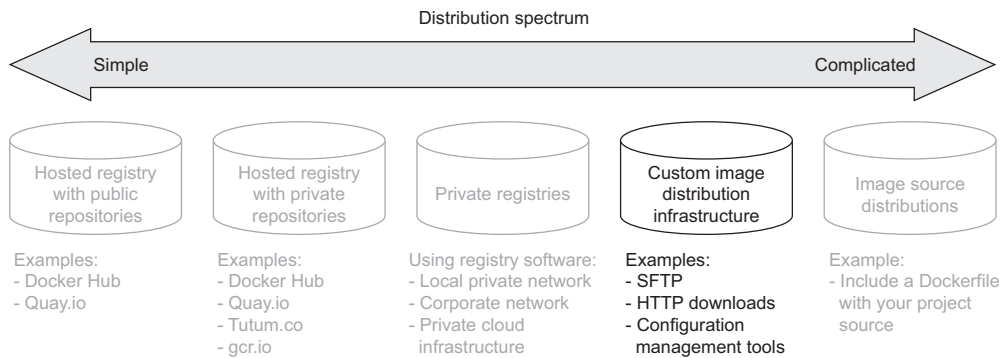 Distribution spectrum
Simple
Complicated
Hosted registry
with public
repositories
Examples:
- Docker Hub
- Quay.io
Hosted registry
with private
repositories
Examples:
- Docker Hub
- Quay.io
- Tutum.co
- gcr.io
Private registries
Using registry software:
- Local private network
- Corporate network
- Private cloud
infrastructure
Custom image
distribution
infrastructure
Examples:
- SFTP
- HTTP downloads
- Configuration
management tools
Image source
distributions
Example:
- Include a Dockerfile
with your project
source